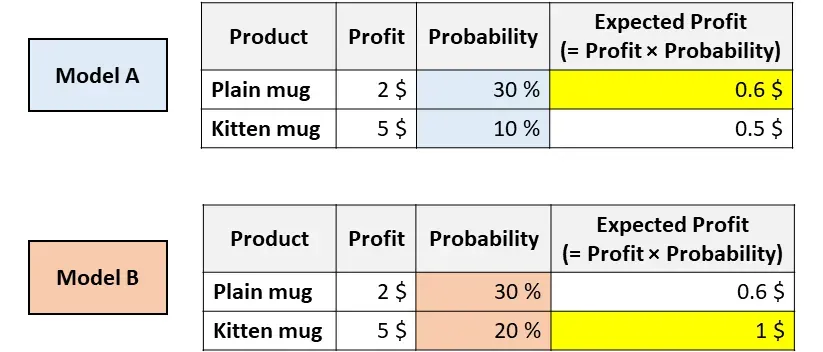 Model A
Product Profit Probability Expected Profit
(= Profit × Probability)
Plain mug 2 $ 30 % 0.6 $
Kitten mug 5 $ 10 % 0.5 $
Model B
Product Profit Probability Expected Profit
(= Profit × Probability)
Plain mug 2 $ 30 % 0.6 $
Kitten mug 5 $ 20 % 1 $